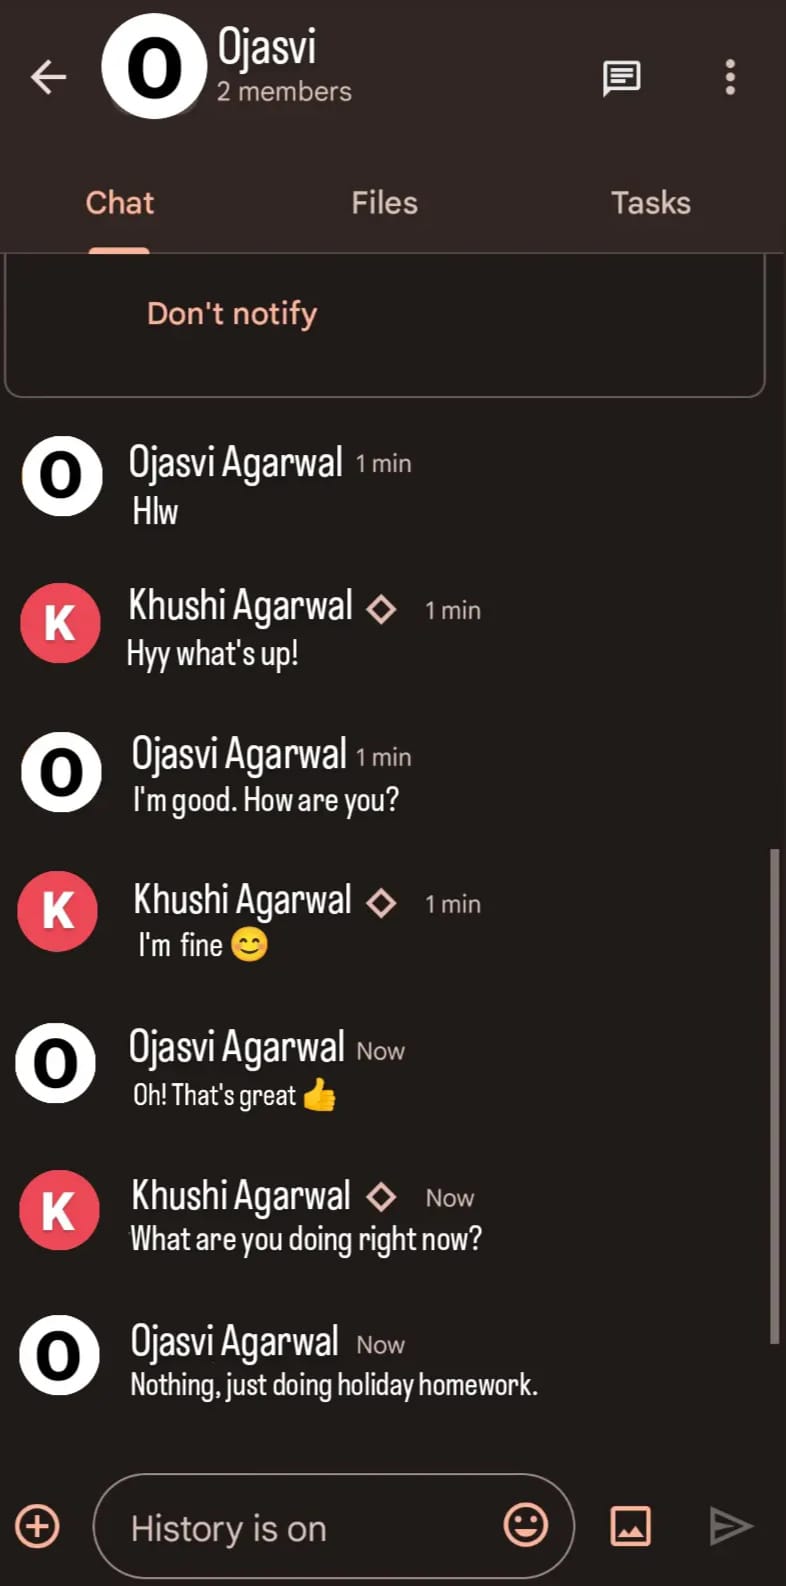 O
Ojasvi
2 members
Chat Files Tasks
Don't notify
O
Ojasvi Agarwal 1 min
Hlw
K
Khushi Agarwal 1 min
Hyy what's up!
O
Ojasvi Agarwal 1 min
I'm good. How are you?
K
Khushi Agarwal 1 min
I'm fine 😊
O
Ojasvi Agarwal Now
Oh! That's great 👍
K
Khushi Agarwal Now
What are you doing right now?
O
Ojasvi Agarwal Now
Nothing, just doing holiday homework.
History is on